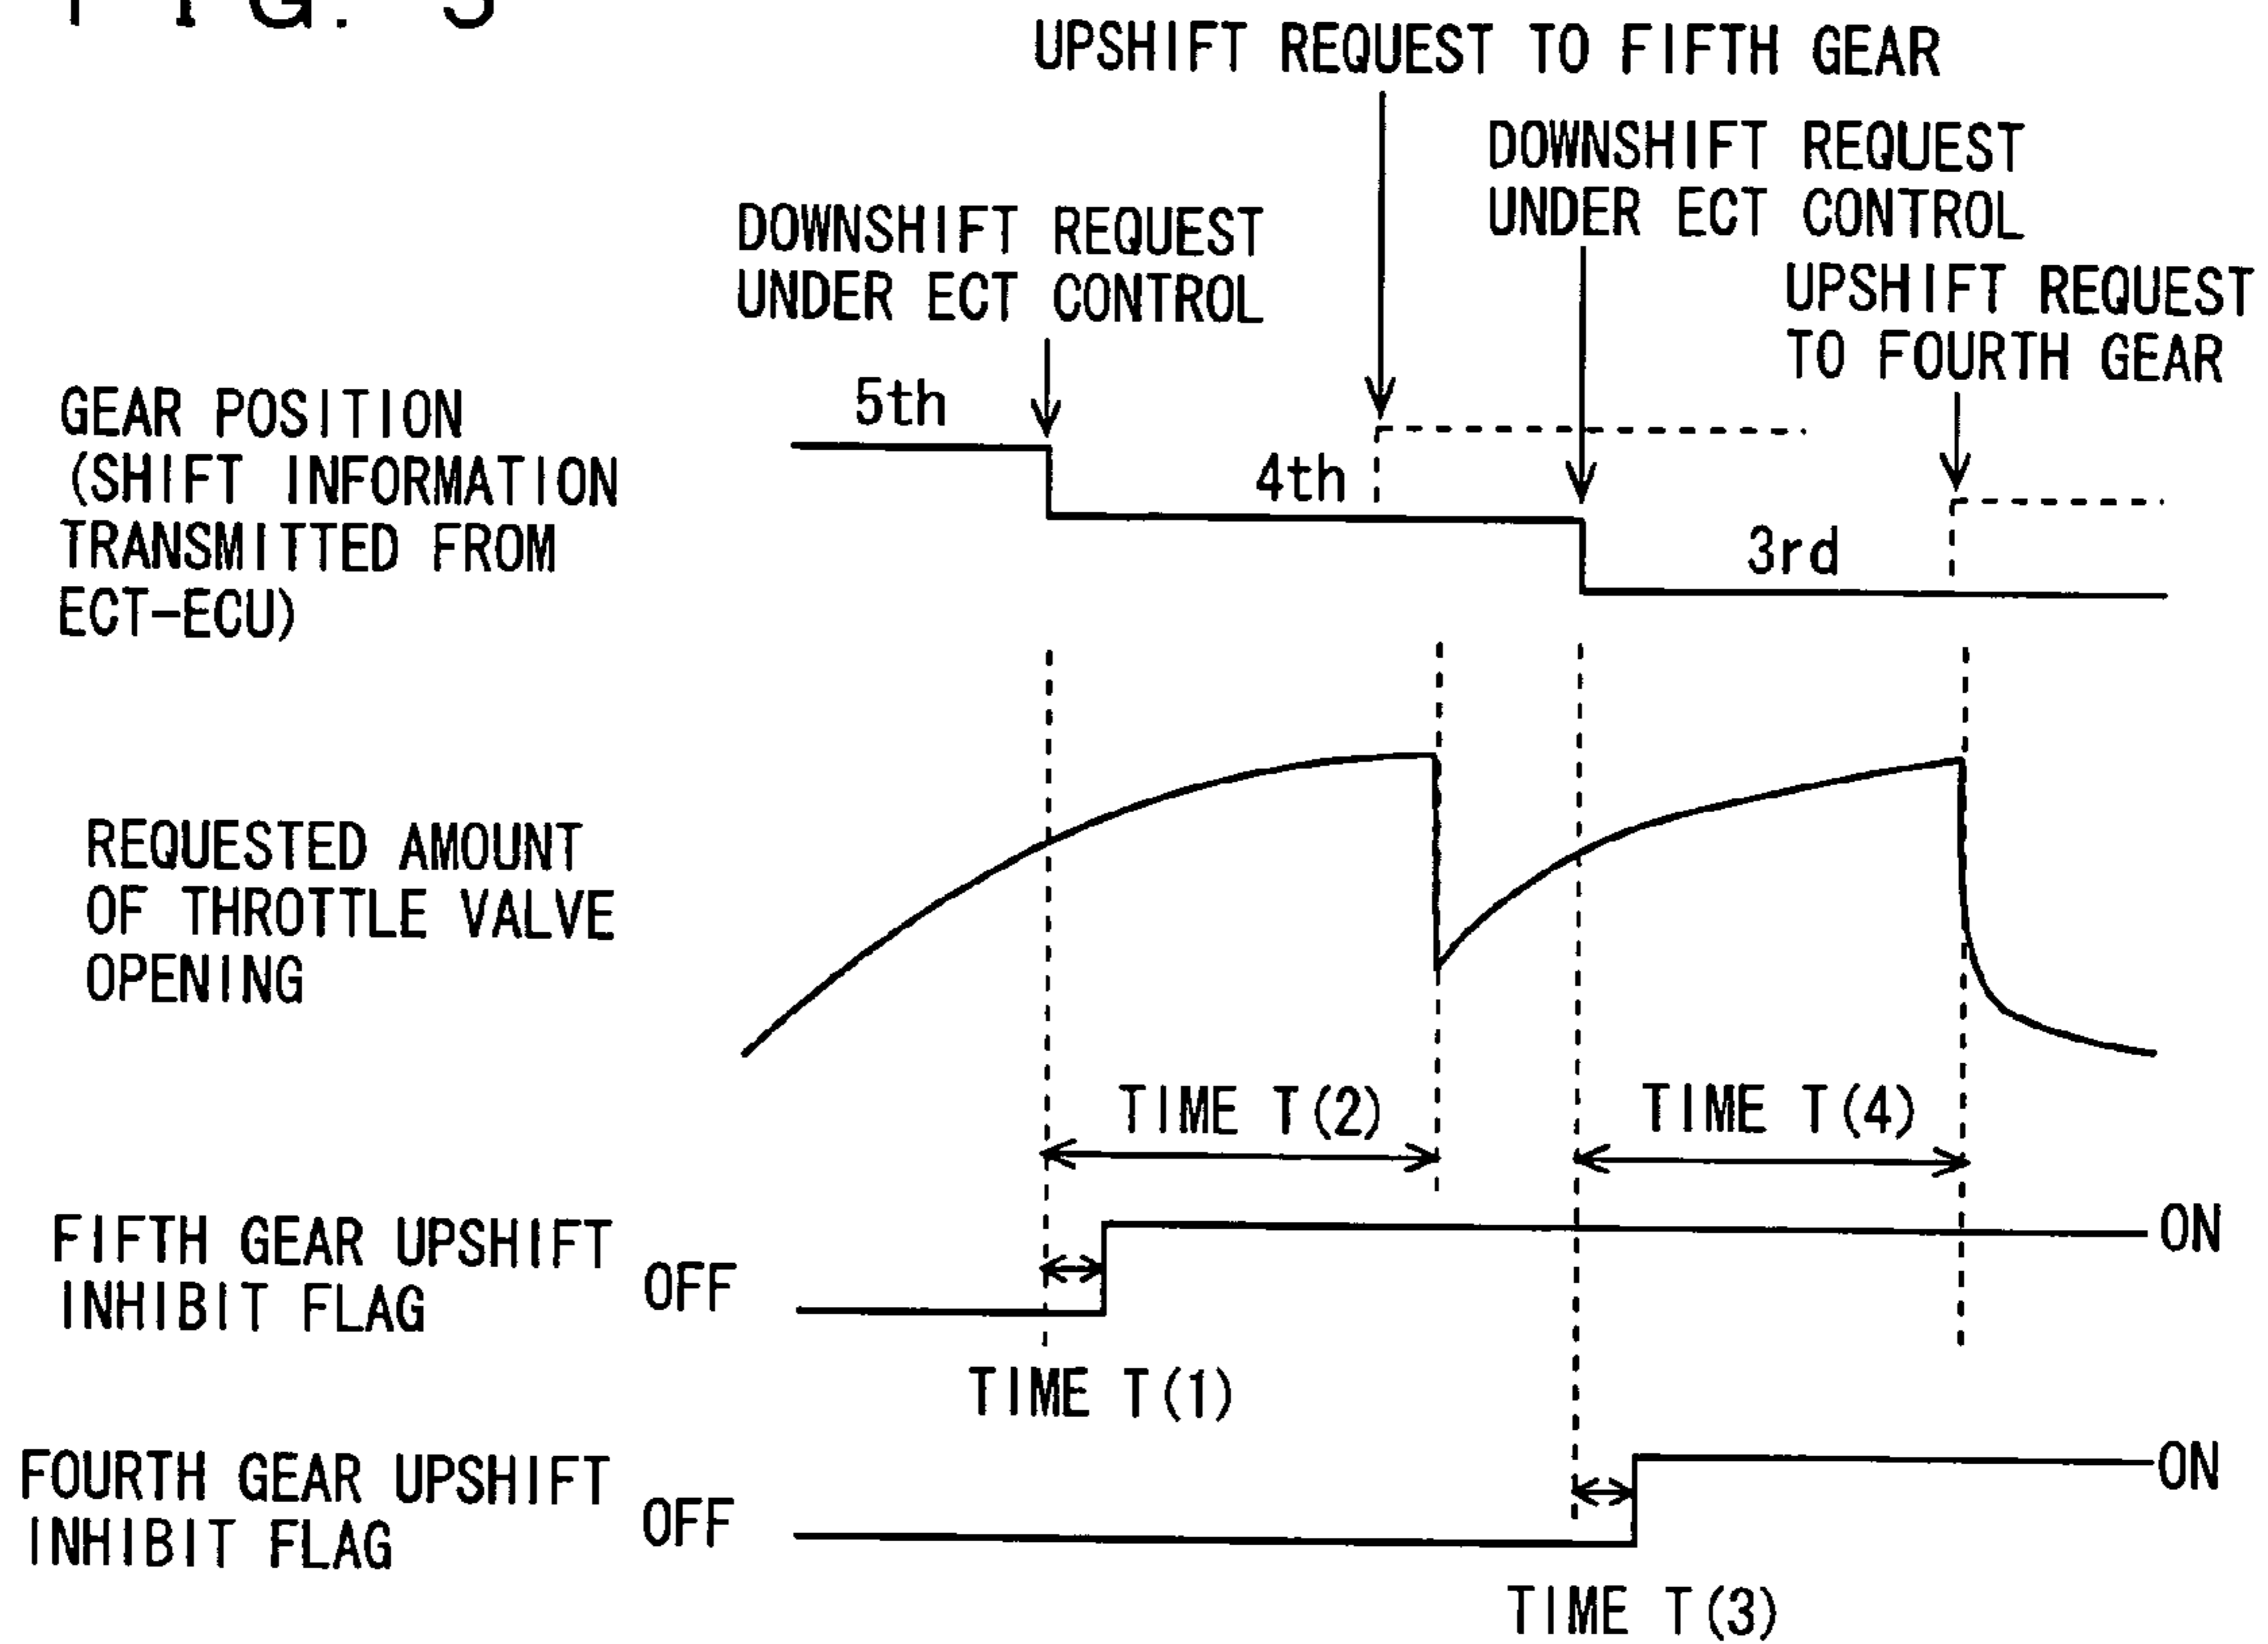 FIG. 5
UPSHIFT REQUEST TO FIFTH GEAR
DOWNSHIFT REQUEST
UNDER ECT CONTROL
DOWNSHIFT REQUEST
UNDER ECT CONTROL
UPSHIFT REQUEST
TO FOURTH GEAR
GEAR POSITION
(SHIFT INFORMATION
TRANSMITTED FROM
ECT-ECU)
5th
4th
3rd
REQUESTED AMOUNT
OF THROTTLE VALVE
OPENING
TIME T(2)
TIME T(4)
FIFTH GEAR UPSHIFT
INHIBIT FLAG
OFF
ON
TIME T(1)
FOURTH GEAR UPSHIFT
INHIBIT FLAG
OFF
ON
TIME T(3)